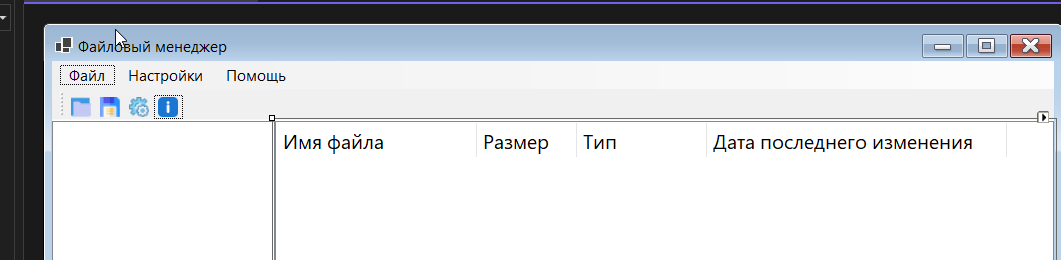 Файловый менеджер
Файл Настройки Помощь
Имя файла Размер Тип Дата последнего изменения